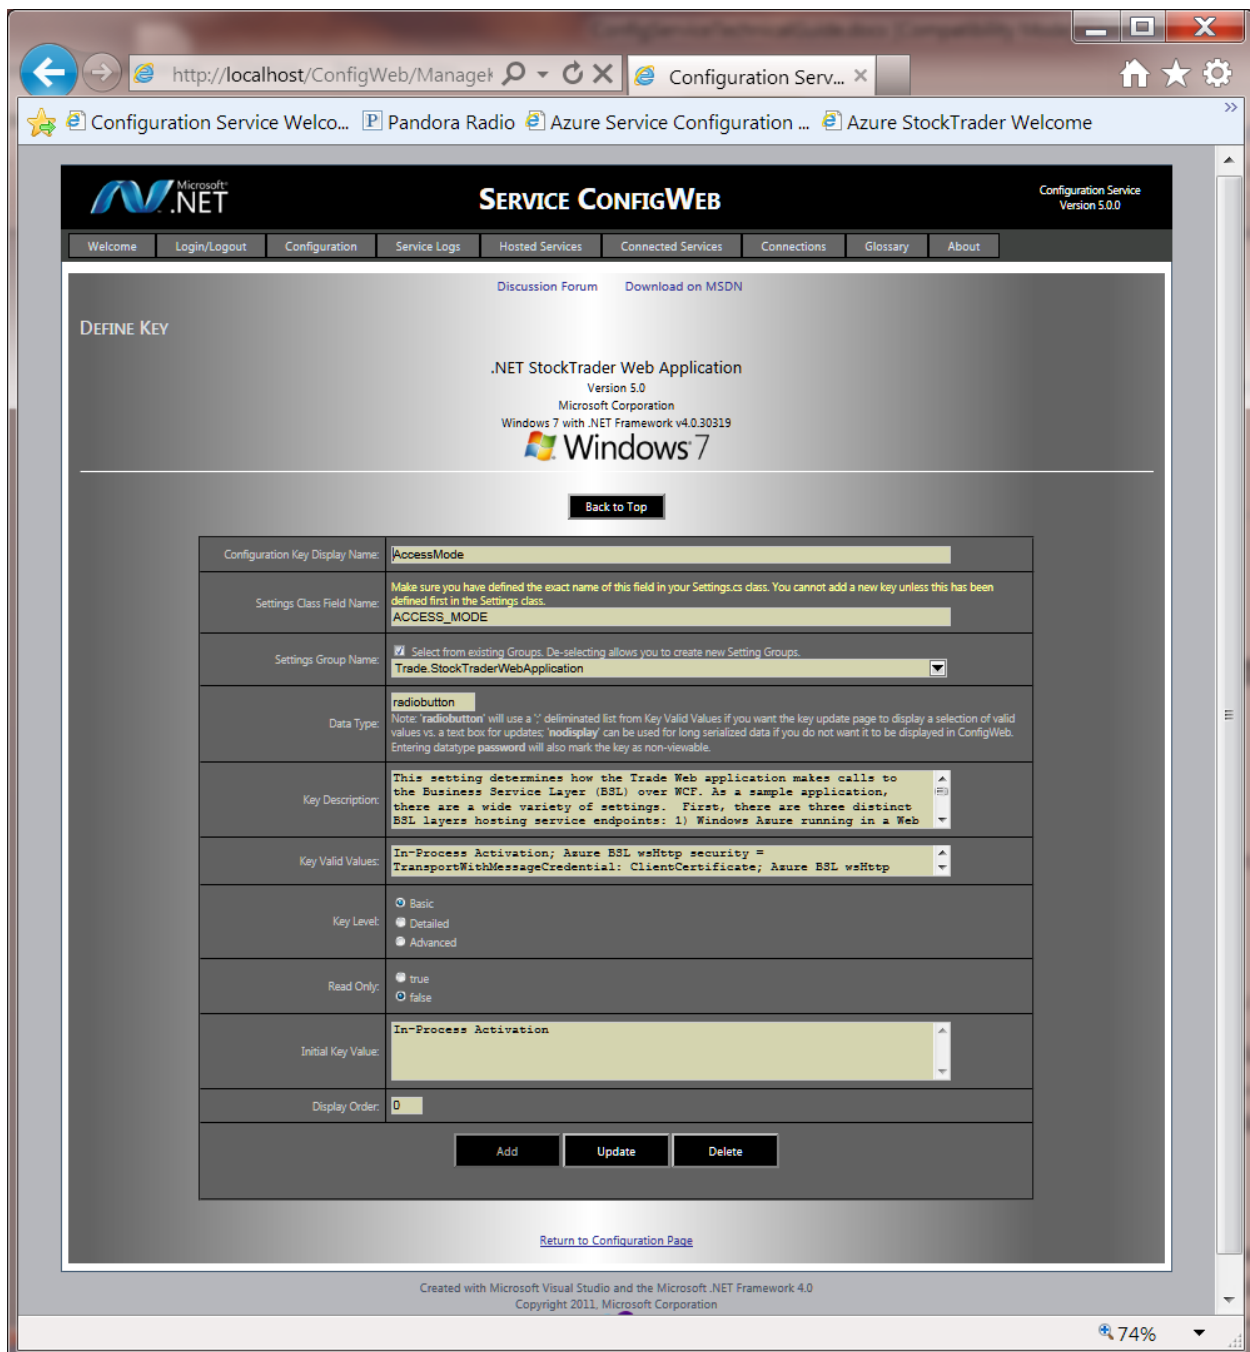 http://localhost/ConfigWeb/Manage
Configuration Serv...
Configuration Service Welco...
Pandora Radio
Azure Service Configuration ...
Azure StockTrader Welcome
Microsoft
.NET
SERVICE CONFIGWEB
Configuration Service
Version 5.0.0
Welcome
Login/Logout
Configuration
Service Logs
Hosted Services
Connected Services
Connections
Glossary
About
Discussion Forum
Download on MSDN
DEFINE KEY
.NET StockTrader Web Application
Version 5.0
Microsoft Corporation
Windows 7 with .NET Framework v4.0.30319
Windows 7
Back to Top
Configuration Key Display Name:
AccessMode
Settings Class Field Name:
Make sure you have defined the exact name of this field in your Settings.cs class. You cannot add a new key unless this has been
defined first in the Settings class.
ACCESS_MODE
Settings Group Name:
Select from existing Groups. De-selecting allows you to create new Setting Groups.
Trade.StockTraderWebApplication
Data Type:
radiobutton
Note: 'radiobutton' will use a ';' deliminated list from Key Valid Values if you want the key update page to display a selection of valid
values vs. a text box for updates; 'nodisplay' can be used for long serialized data if you do not want it to be displayed in ConfigWeb.
Entering datatype password will also mark the key as non-viewable.
Key Description:
This setting determines how the Trade Web application makes calls to
the Business Service Layer (BSL) over WCF. As a sample application,
there are a wide variety of settings. First, there are three distinct
BSL layers hosting service endpoints: 1) Windows Azure running in a Web
Key Valid Values:
In-Process Activation; Azure BSL wsHttp security =
TransportWithMessageCredential: ClientCertificate; Azure BSL wsHttp
Key Level:
Basic
Detailed
Advanced
Read Only:
true
false
Initial Key Value:
In-Process Activation
Display Order:
0
Add
Update
Delete
Return to Configuration Page
Created with Microsoft Visual Studio and the Microsoft .NET Framework 4.0
Copyright 2011, Microsoft Corporation
74%